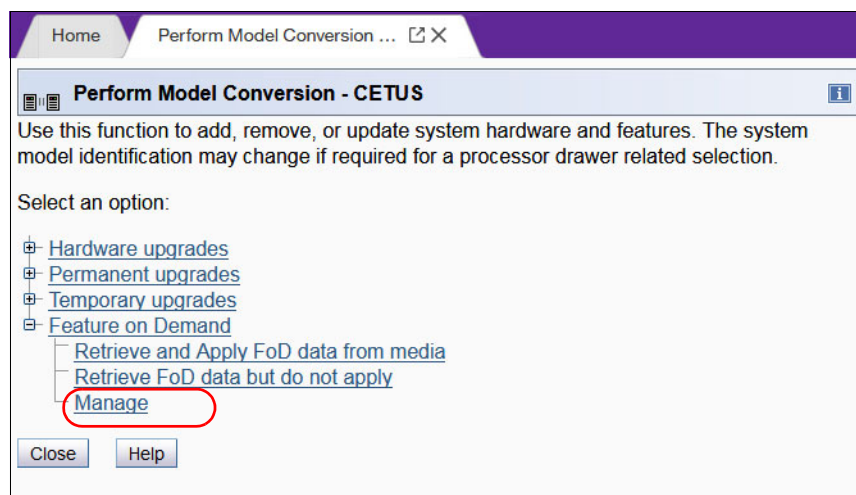 Home
Perform Model Conversion ...
Perform Model Conversion - CETUS
Use this function to add, remove, or update system hardware and features. The system
model identification may change if required for a processor drawer related selection.
Select an option:
Hardware upgrades
Permanent upgrades
Temporary upgrades
Feature on Demand
Retrieve and Apply FoD data from media
Retrieve FoD data but do not apply
Manage
Close Help